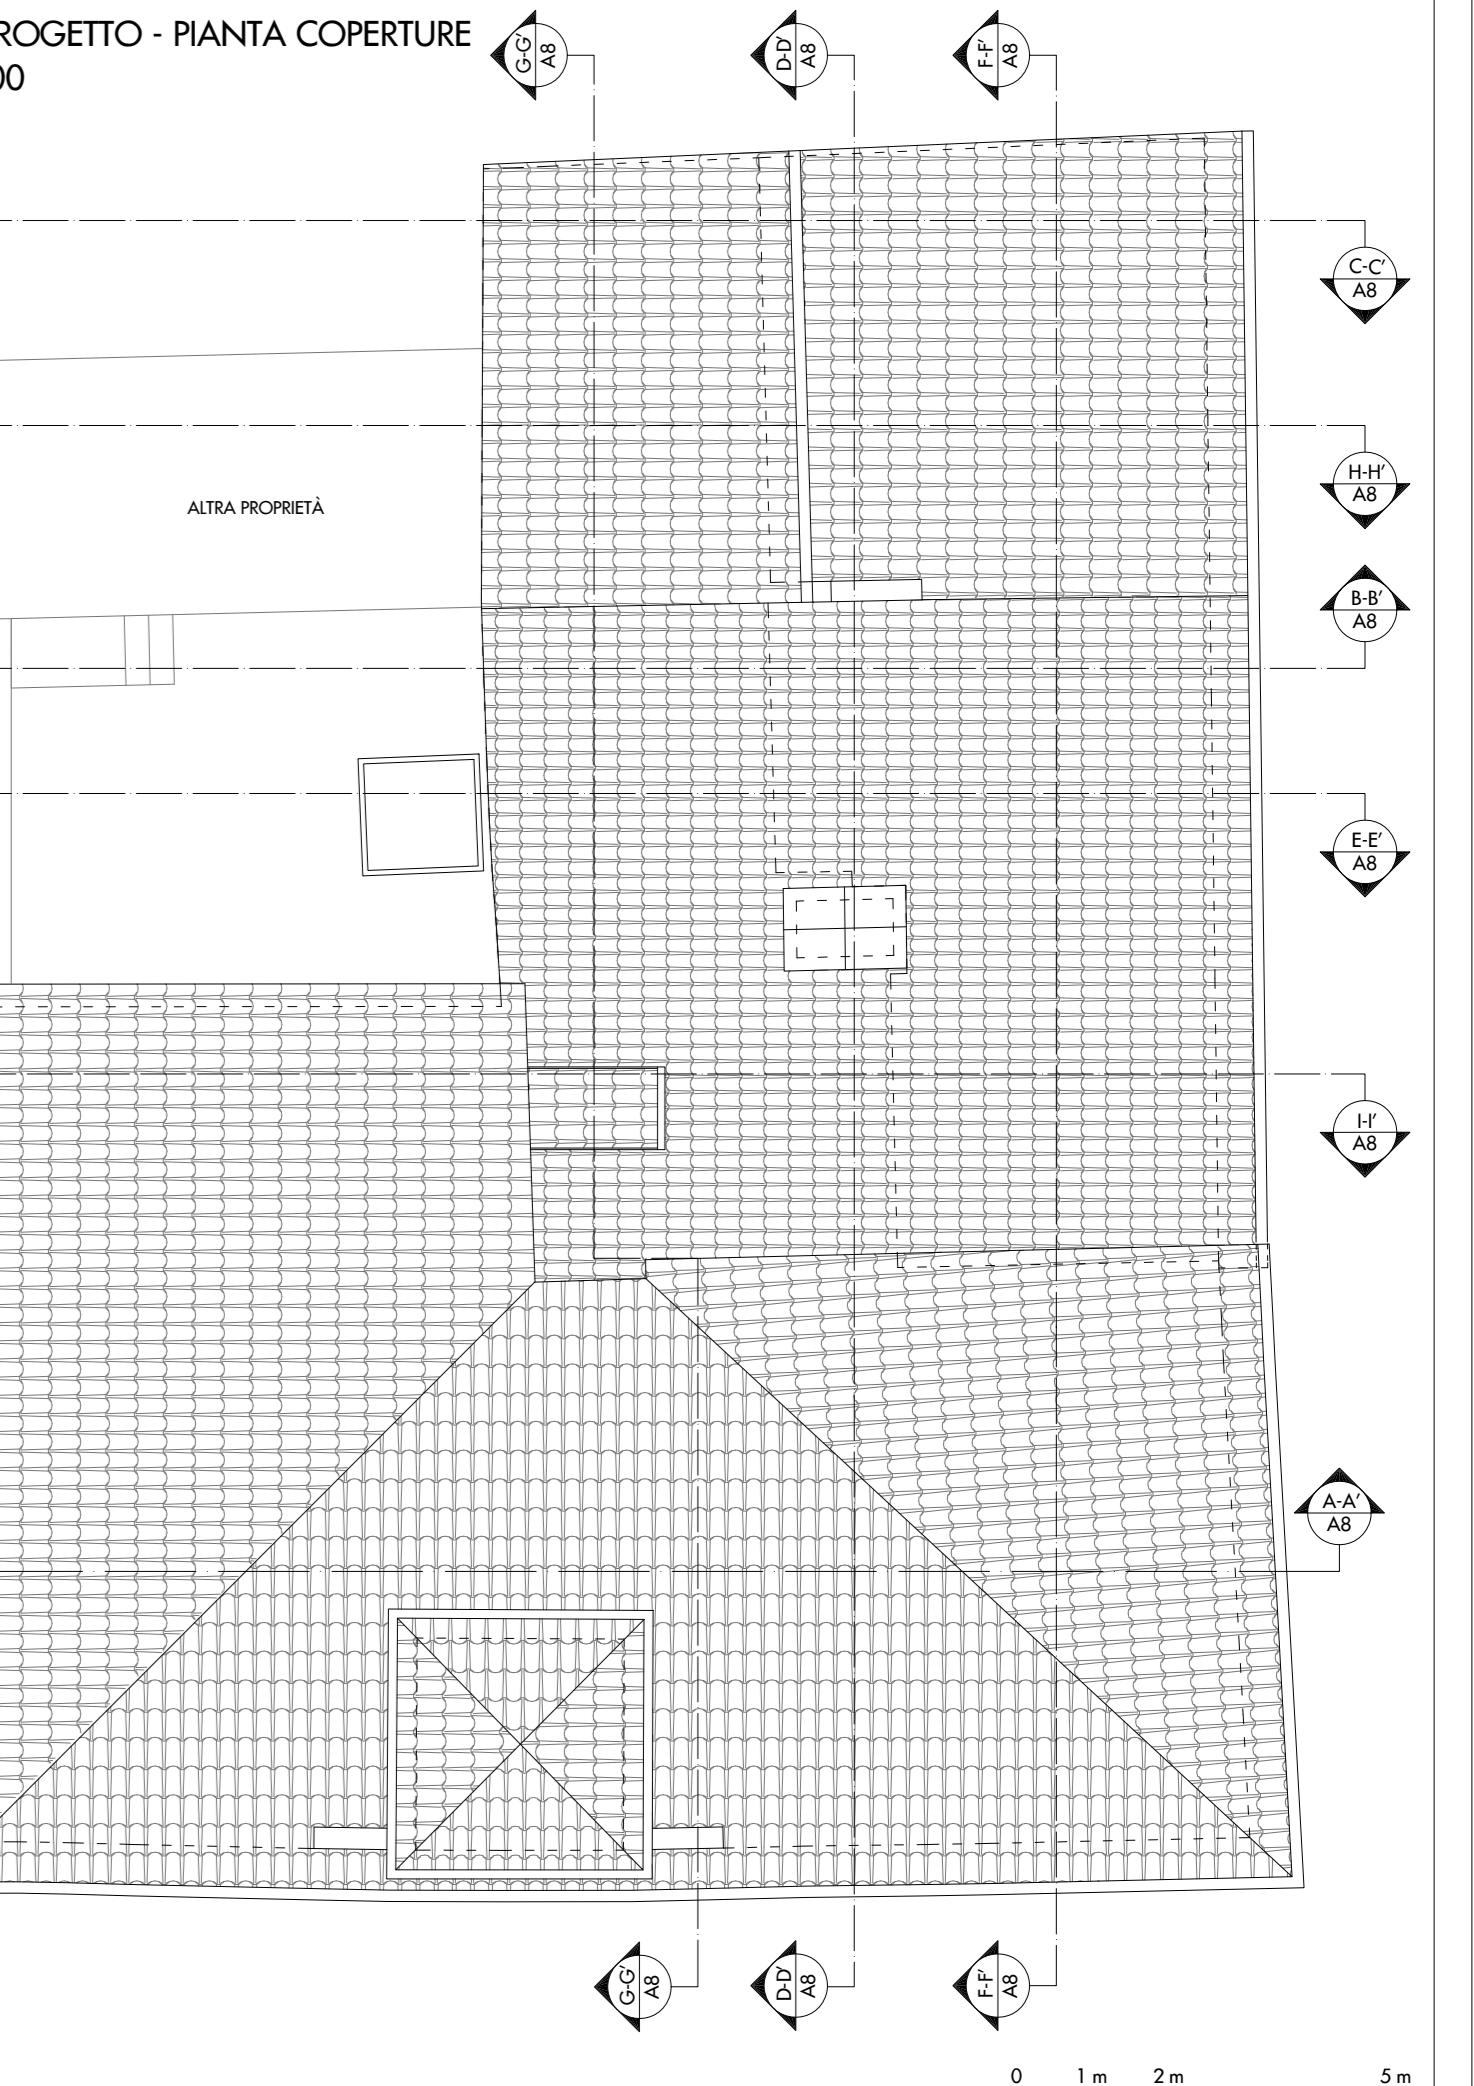 ROGETTO - PIANTA COPERTURE
00
G-G'
A8
D-D'
A8
F-F'
A8
C-C'
A8
H-H'
A8
ALTRA PROPRIETÀ
B-B'
A8
E-E'
A8
I-I'
A8
A-A'
A8
G-G'
A8
D-D'
A8
F-F'
A8
0 1 m 2 m 5 m